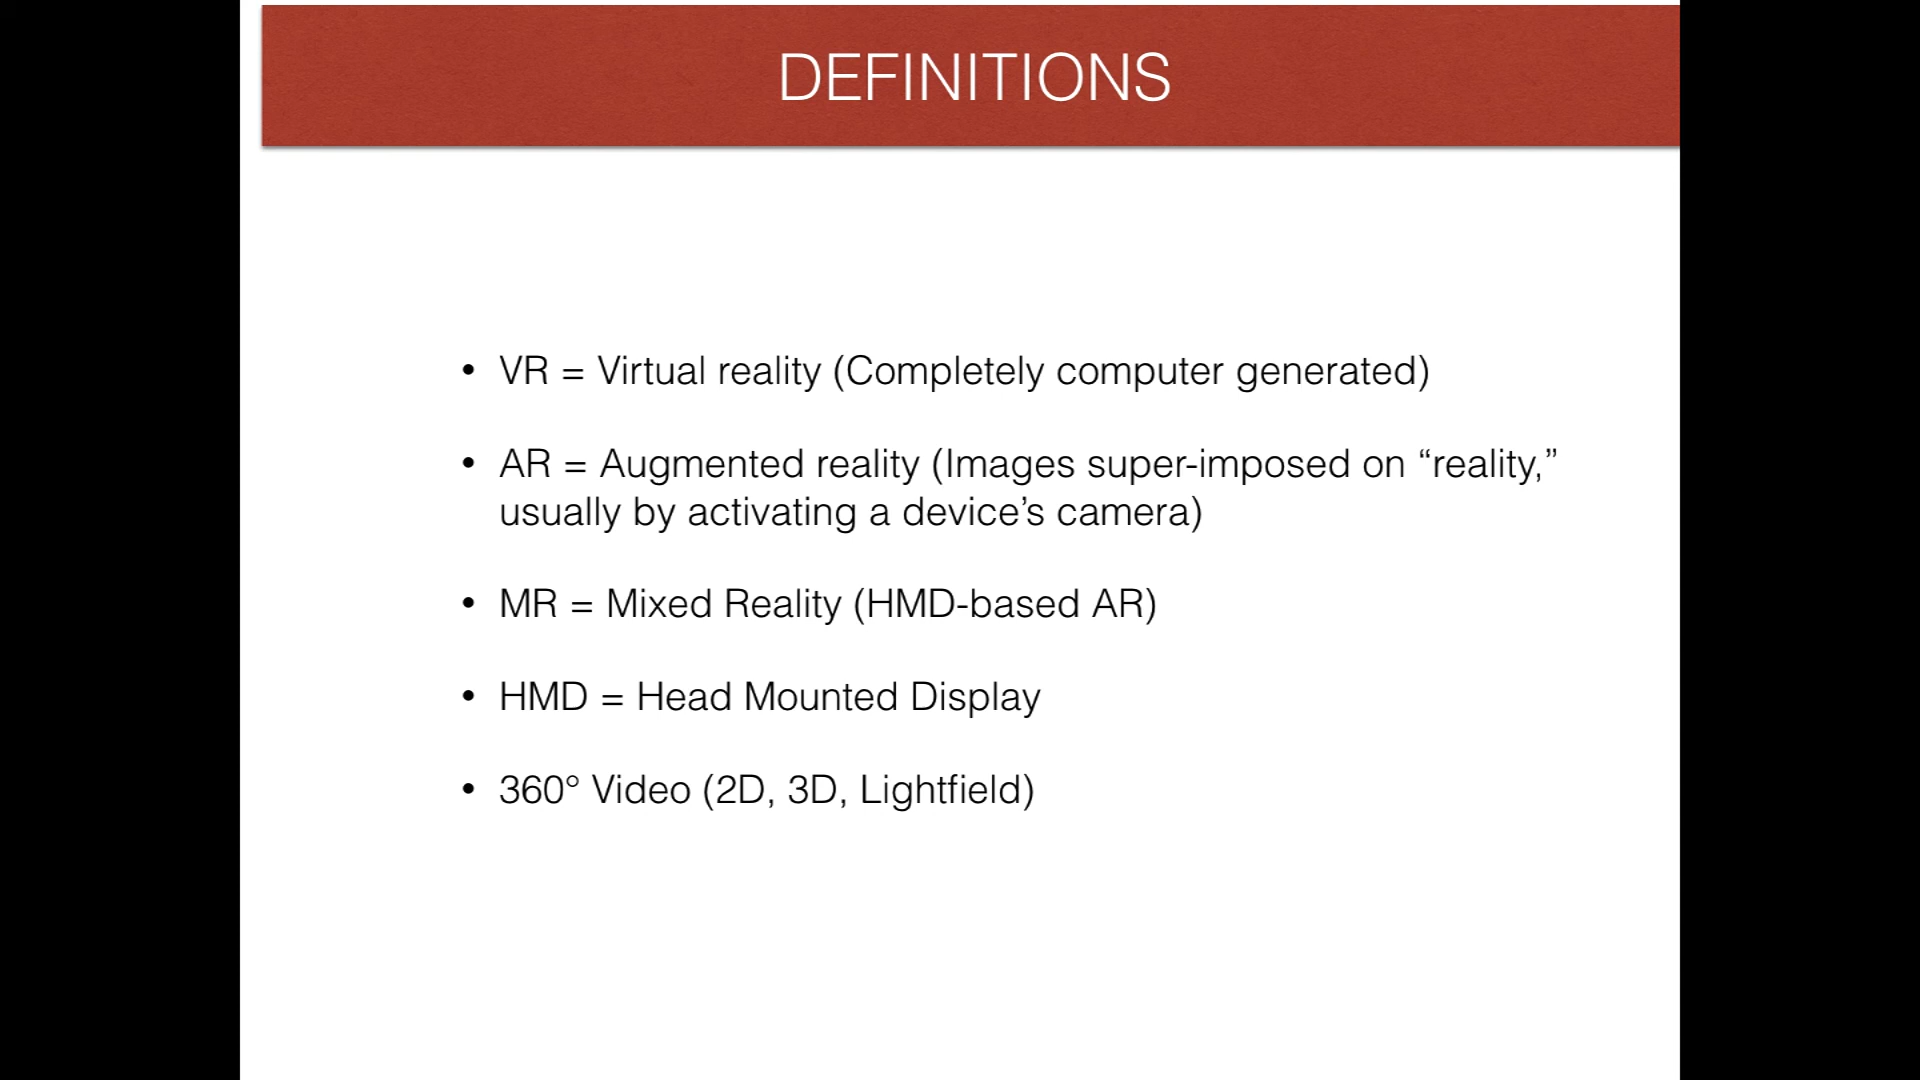 DEFINITIONS
• VR = Virtual reality (Completely computer generated)
• AR = Augmented reality (Images super-imposed on “reality,”
usually by activating a device’s camera)
• MR = Mixed Reality (HMD-based AR)
• HMD = Head Mounted Display
• 360° Video (2D, 3D, Lightfield)